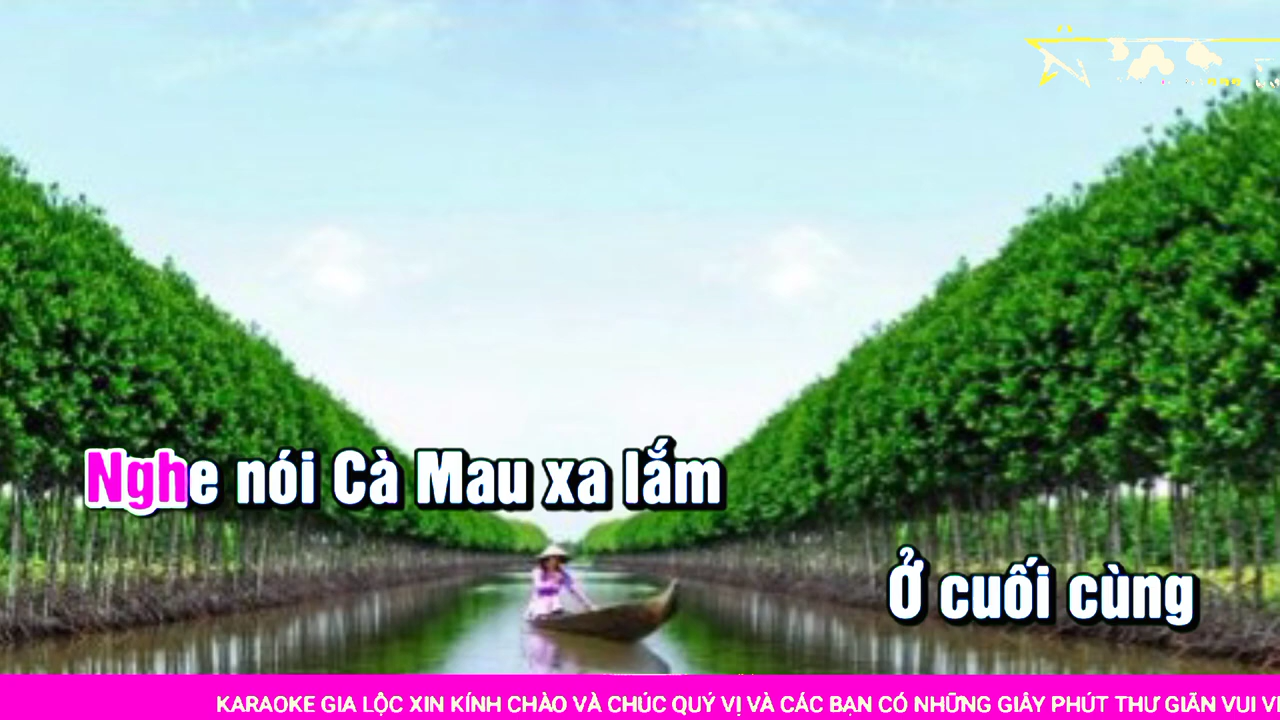 Nghe nói Cà Mau xa lắm
Ở cuối cùng
KARAOKE GIA LỘC XIN KÍNH CHÀO VÀ CHÚC QUÝ VỊ VÀ CÁC BẠN CÓ NHỮNG GIÂY PHÚT THƯ GIÃN VUI